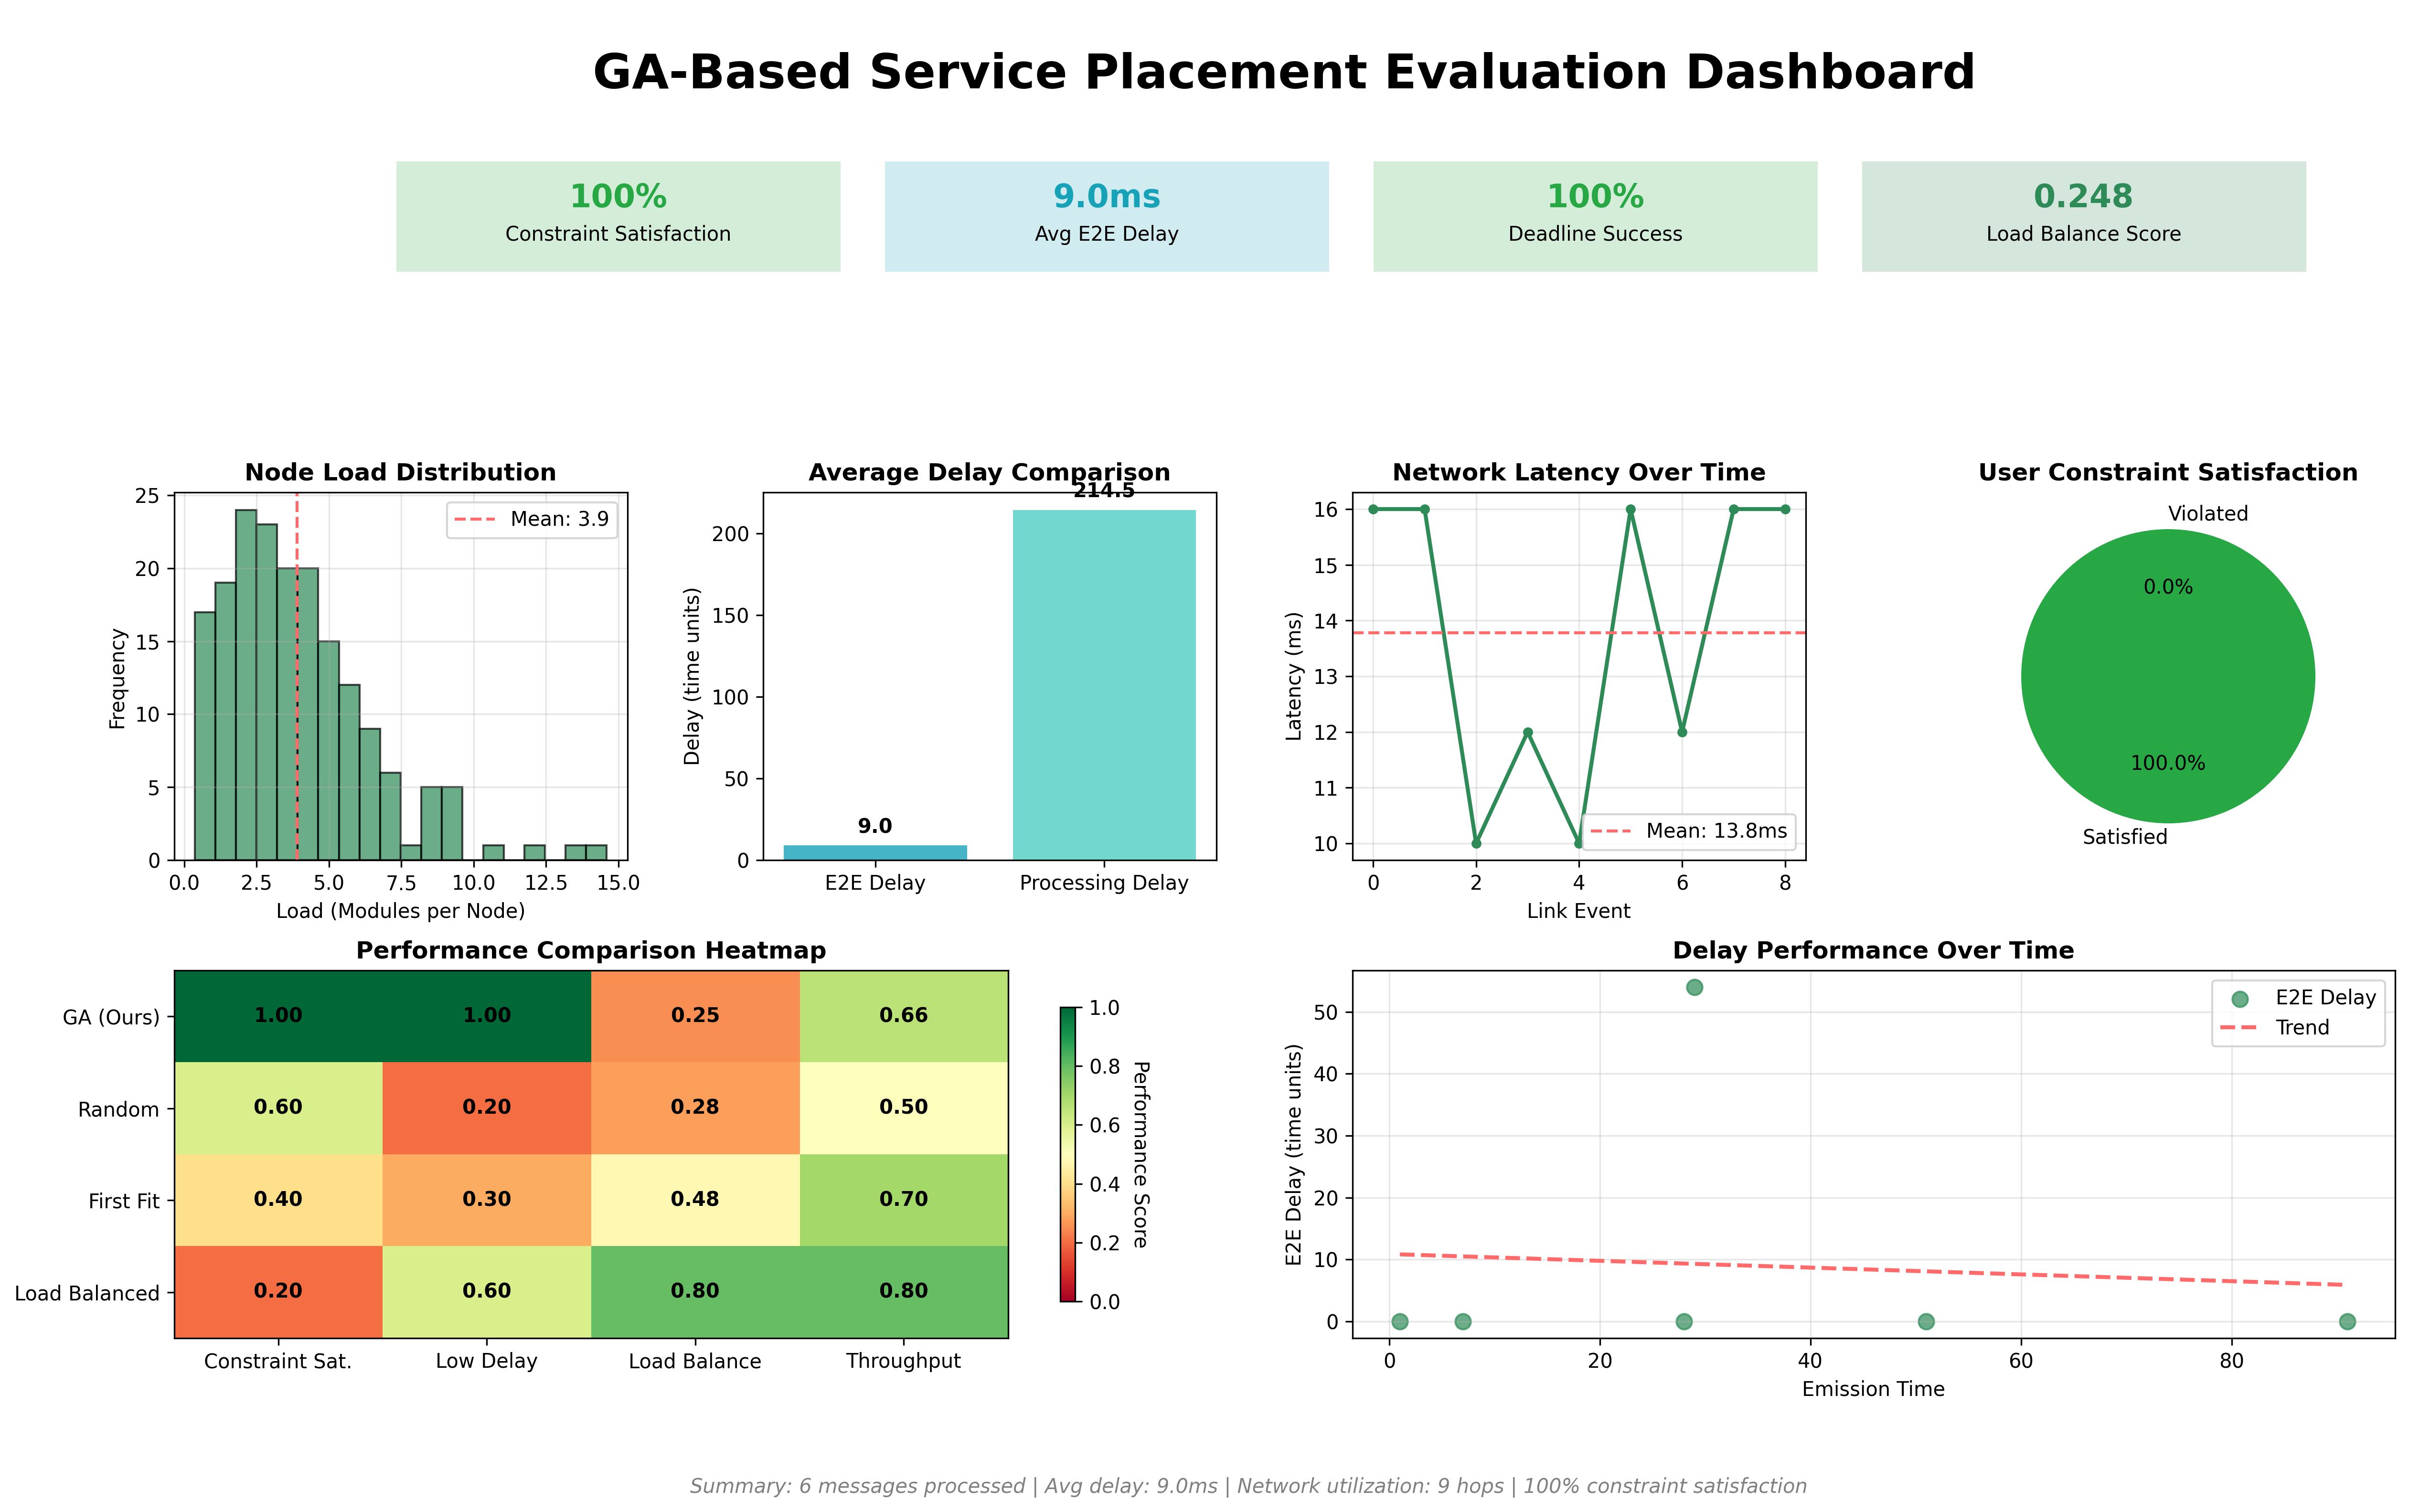 GA-Based Service Placement Evaluation Dashboard
100%
Constraint Satisfaction
9.0ms
Avg E2E Delay
100%
Deadline Success
0.248
Load Balance Score
Node Load Distribution
25
20
15
10
5
0
Frequency
Mean: 3.9
0.0 2.5 5.0 7.5 10.0 12.5 15.0
Load (Modules per Node)
Average Delay Comparison
214.5
200
150
100
50
0
Delay (time units)
9.0
E2E Delay Processing Delay
Network Latency Over Time
16
15
14
13
12
11
10
Latency (ms)
Mean: 13.8ms
0 2 4 6 8
Link Event
User Constraint Satisfaction
Violated
0.0%
100.0%
Satisfied
Performance Comparison Heatmap
GA (Ours) 1.00 1.00 0.25 0.66
Random 0.60 0.20 0.28 0.50
First Fit 0.40 0.30 0.48 0.70
Load Balanced 0.20 0.60 0.80 0.80
Constraint Sat. Low Delay Load Balance Throughput
1.0
0.8
0.6
0.4
0.2
0.0
Performance Score
Delay Performance Over Time
50
40
30
20
10
0
E2E Delay (time units)
E2E Delay
Trend
0 20 40 60 80
Emission Time
Summary: 6 messages processed | Avg delay: 9.0ms | Network utilization: 9 hops | 100% constraint satisfaction